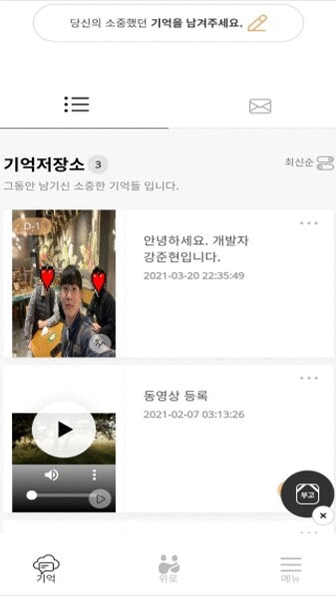 당신의 소중했던 기억을 남겨주세요.
기억저장소 3
최신순
그동안 남기신 소중한 기억들 입니다.
D-1
안녕하세요. 개발자
강준현입니다.
2021-03-20 22:35:49
동영상 등록
2021-02-07 03:13:26
부고
기억
위로
메뉴